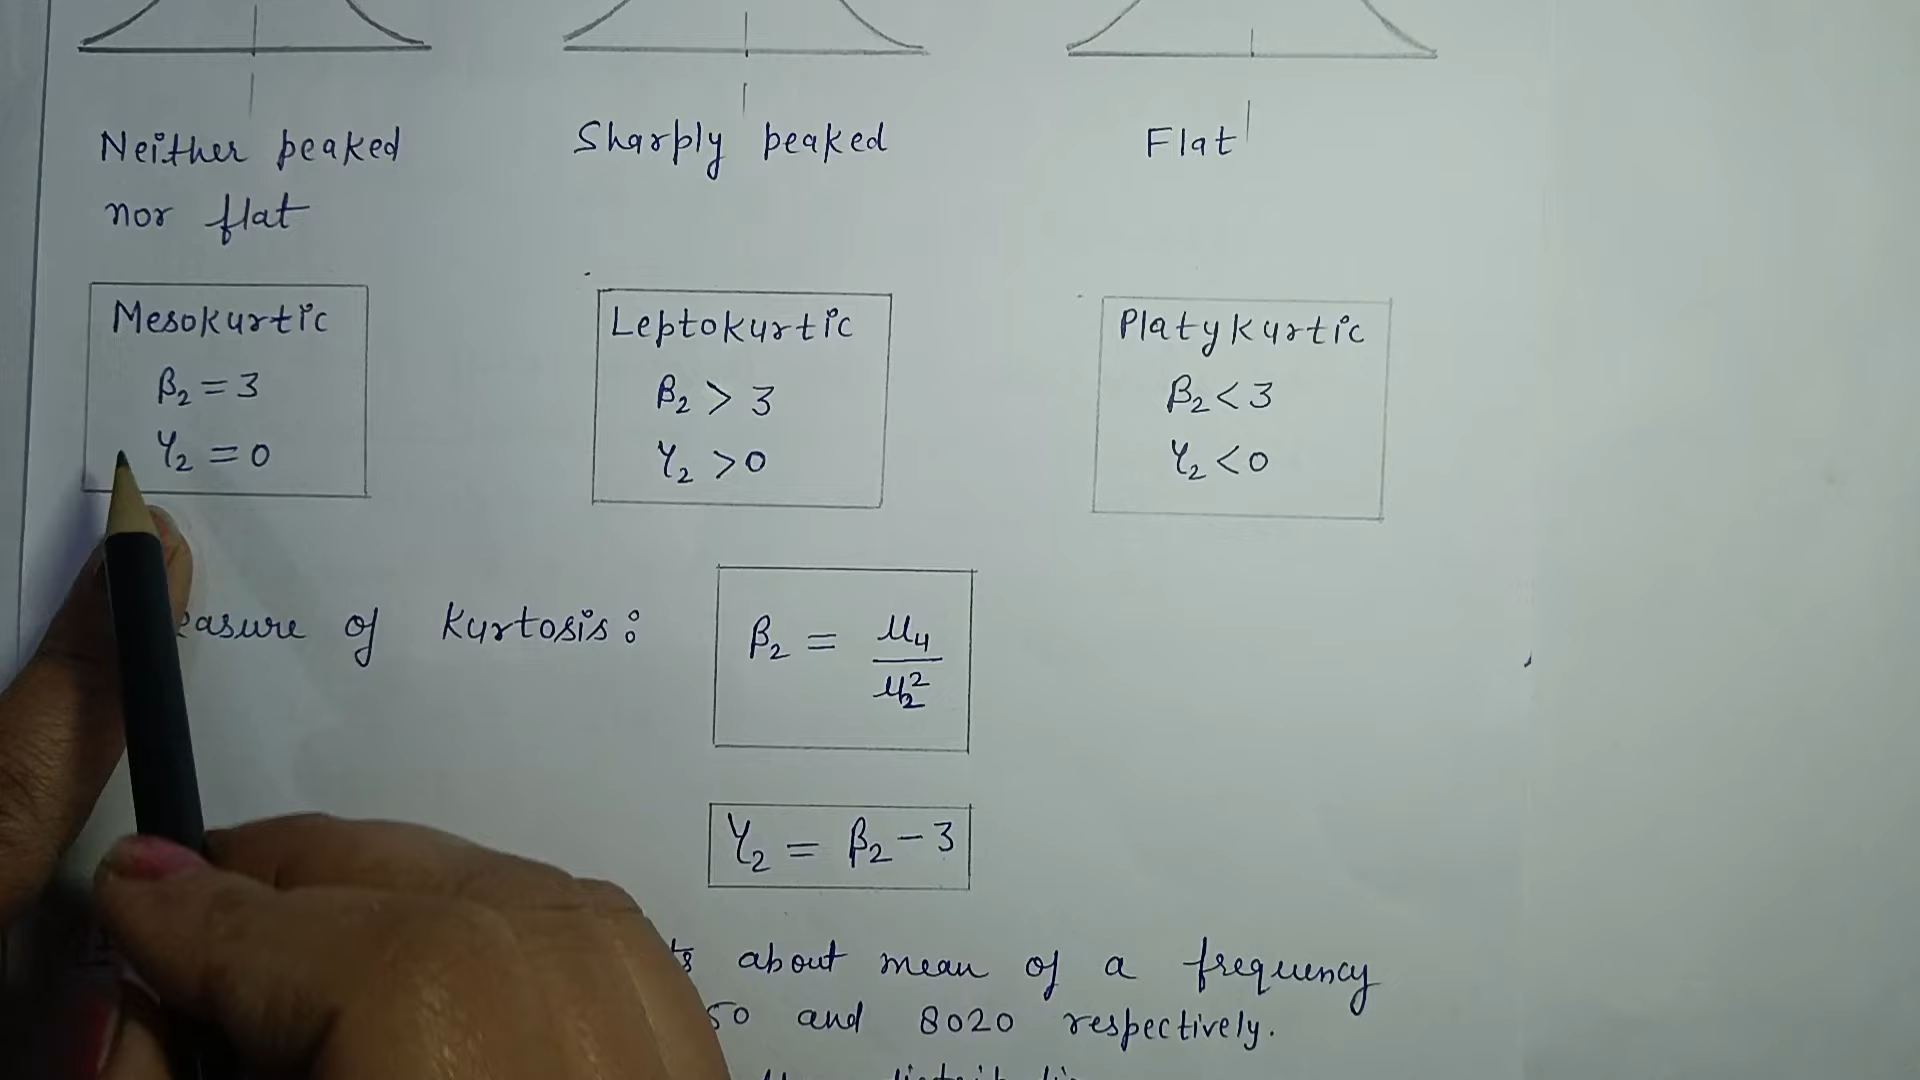 Neither peaked Sharply peaked Flat
nor flat
Mesokurtic Leptokurtic Platykurtic
β₂ = 3 β₂ > 3 β₂ < 3
γ₂ = 0 γ₂ > 0 γ₂ < 0
of Kurtosis:
β₂ = μ₄ / μ₂²
γ₂ = β₂ − 3
about mean of a frequency
and 8020 respectively.